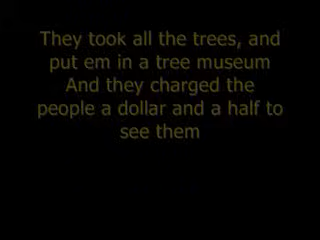 They took all the trees, and
put em in a tree museum
And they charged the
people a dollar and a half to
see them